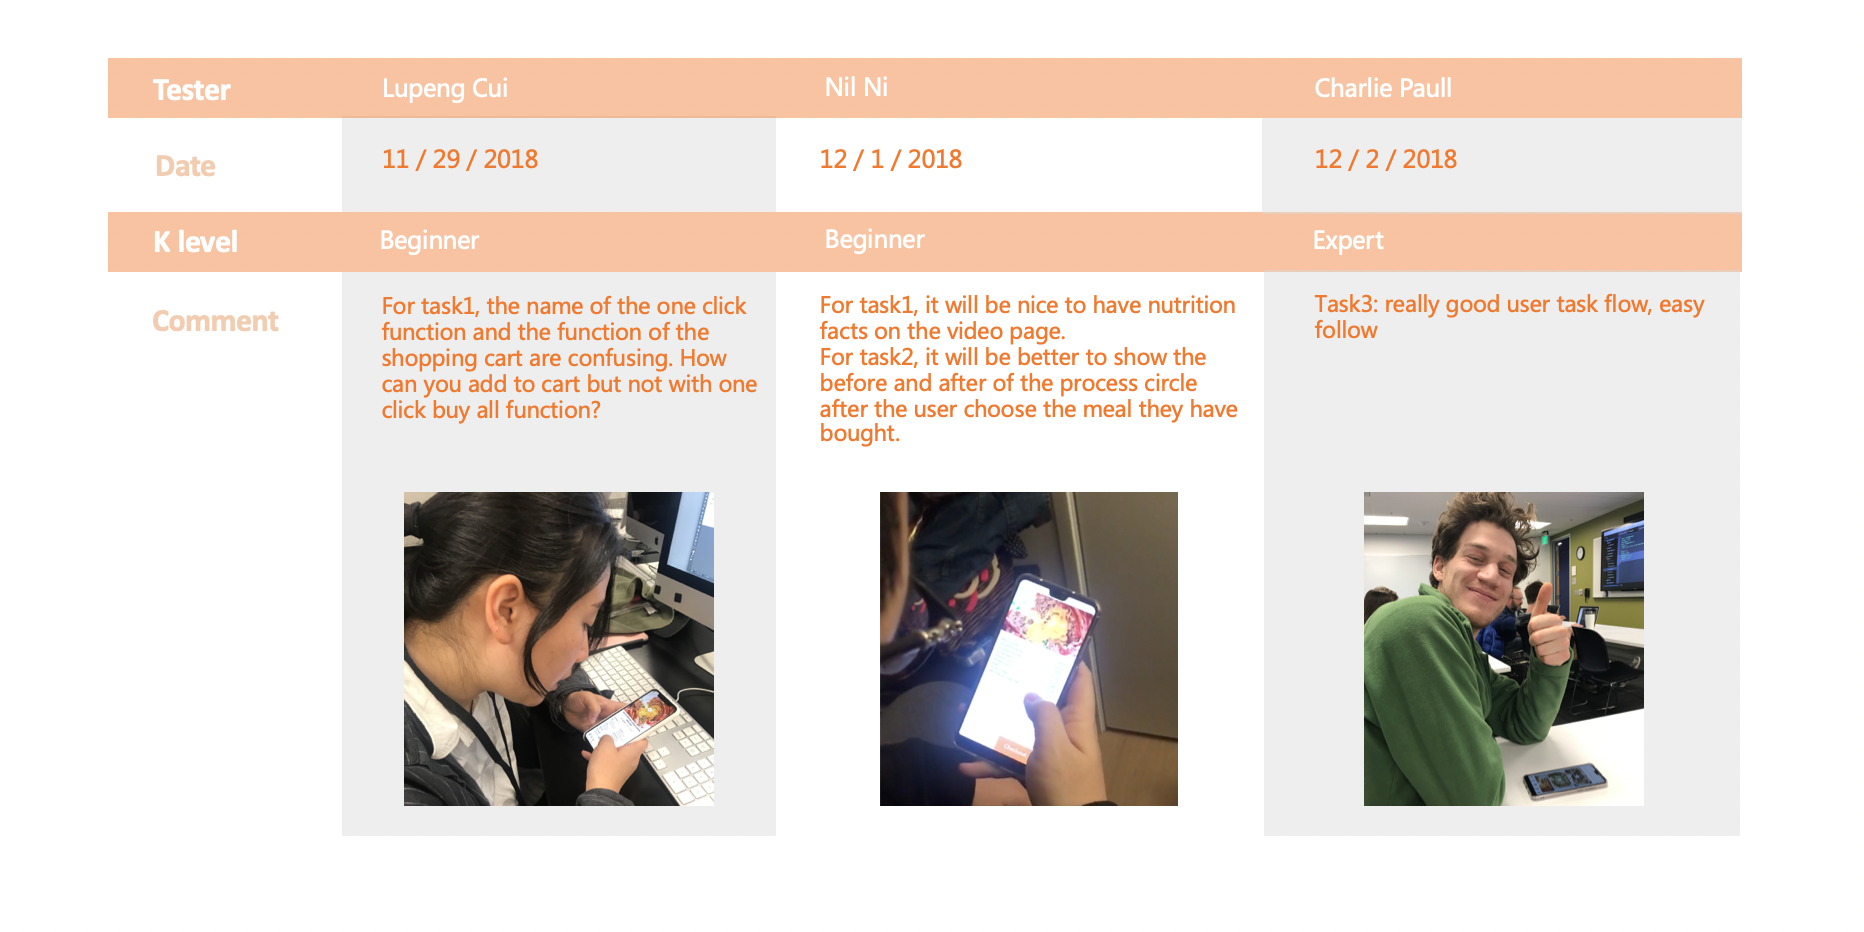 Tester
Lupeng Cui
Nil Ni
Charlie Paull
Date
11 / 29 / 2018
12 / 1 / 2018
12 / 2 / 2018
K level
Beginner
Beginner
Expert
Comment
For task1, the name of the one click
function and the function of the
shopping cart are confusing. How
can you add to cart but not with one
click buy all function?
For task1, it will be nice to have nutrition
facts on the video page.
For task2, it will be better to show the
before and after of the process circle
after the user choose the meal they have
bought.
Task3: really good user task flow, easy
follow